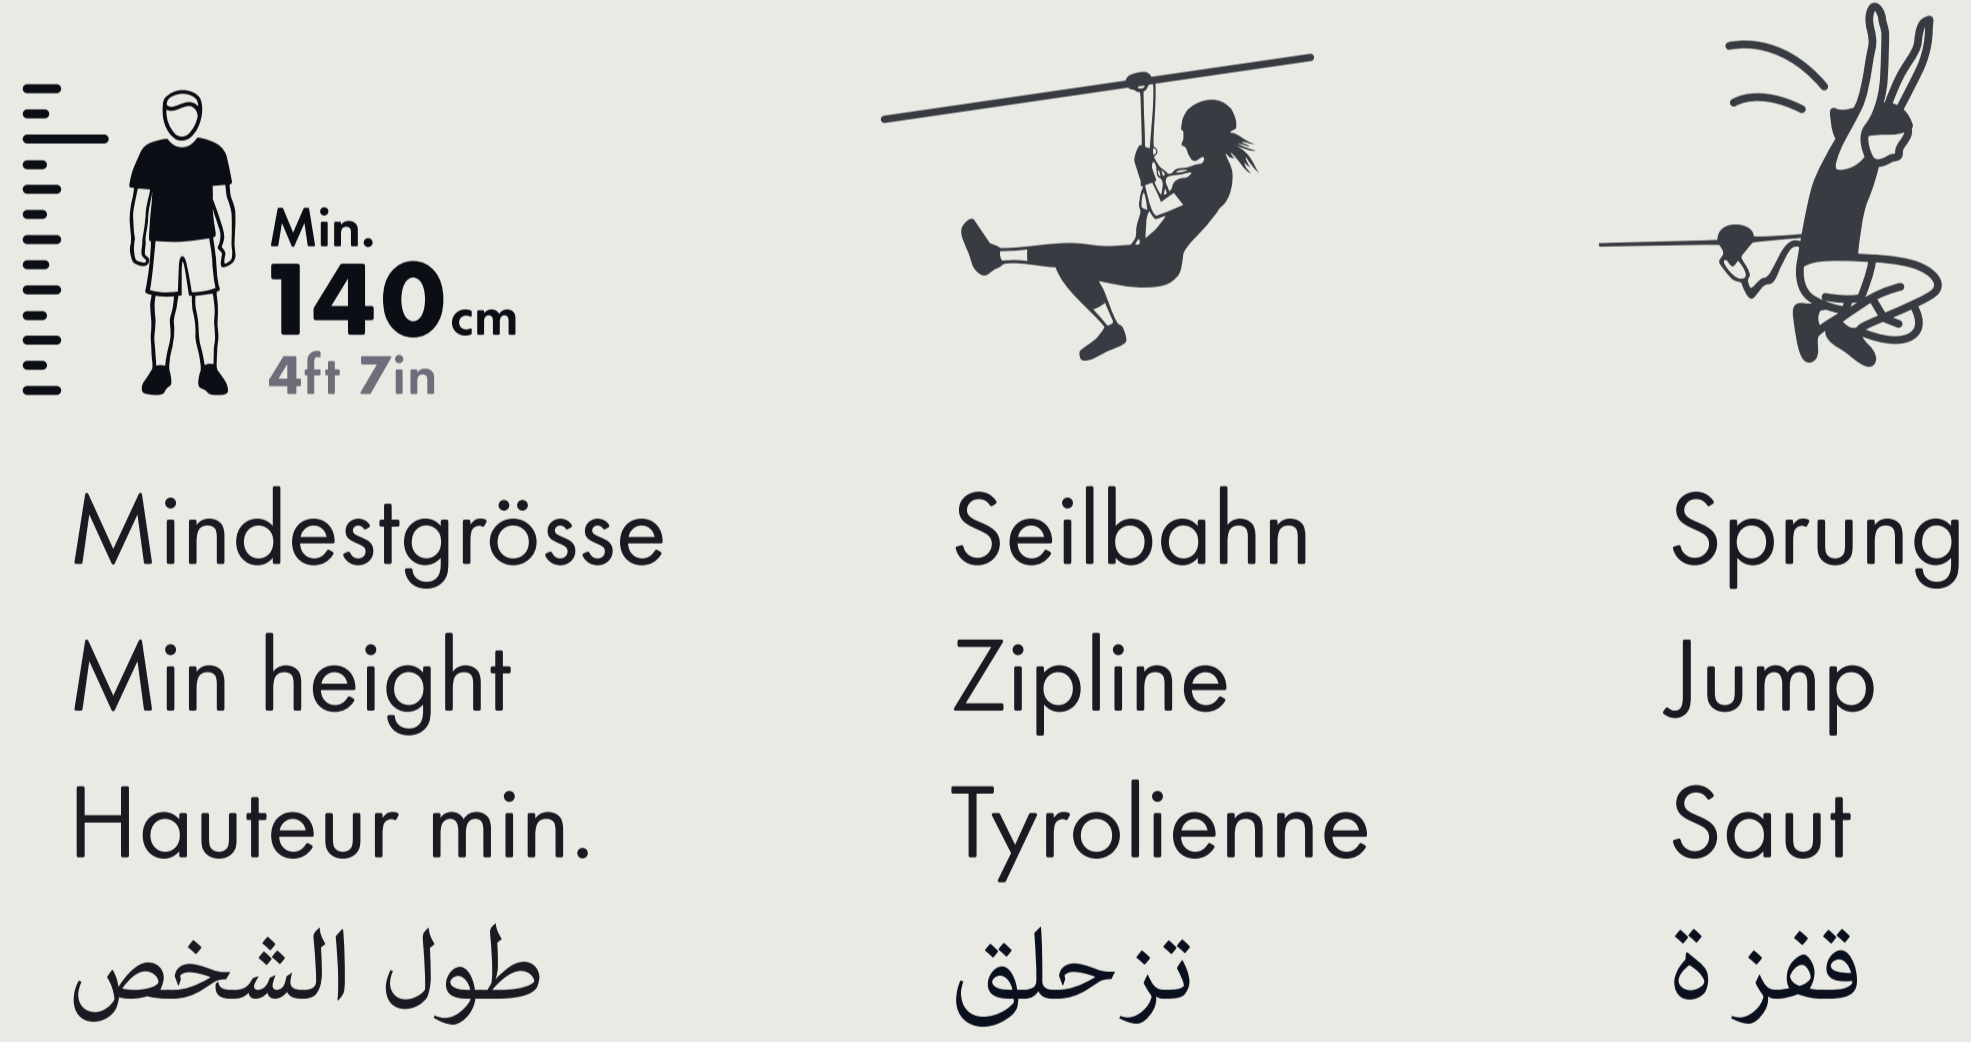 Min.
140cm
4ft 7in
Mindestgrösse
Min height
Hauteur min.
طول الشخص
Seilbahn
Zipline
Tyrolienne
تزحلق
Sprung
Jump
Saut
قفزة